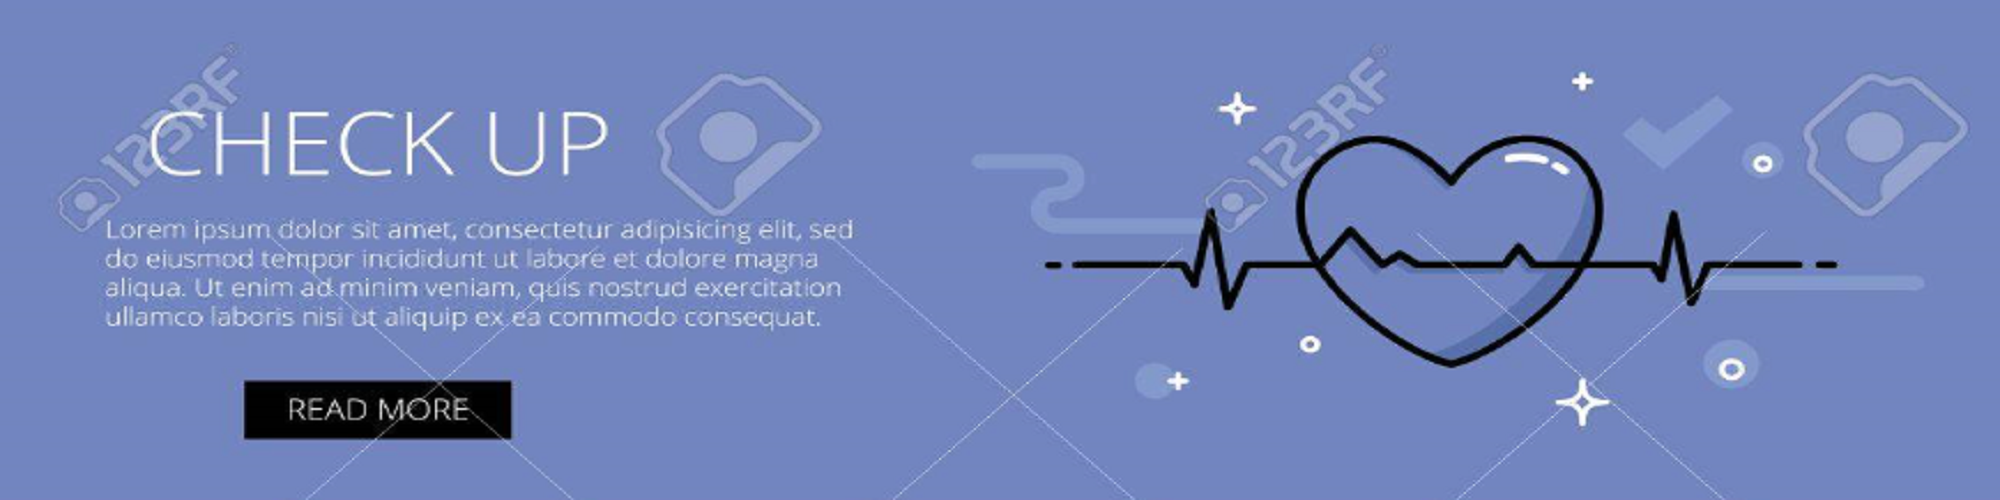 123RF
123RF
CHECK UP
Lorem ipsum dolor sit amet, consectetur adipisicing elit, sed
do eiusmod tempor incididunt ut labore et dolore magna
aliqua. Ut enim ad minim veniam, quis nostrud exercitation
ullamco laboris nisi ut aliquip ex ea commodo consequat.
READ MORE